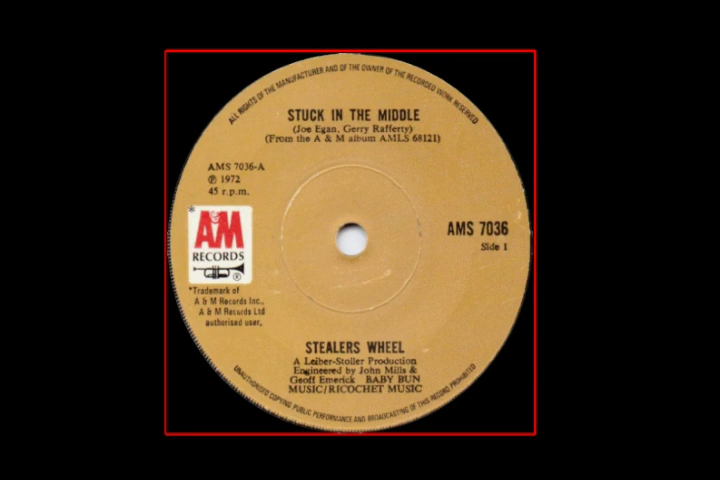 ALL RIGHTS OF THE MANUFACTURER AND OF THE OWNER OF THE RECORDED WORK RESERVED
STUCK IN THE MIDDLE
(Joe Egan, Gerry Rafferty)
(From the A & M album AMLS 68121)
AMS 7036-A
℗ 1972
45 r.p.m.
AMS 7036
Side 1
*
A&M
RECORDS
®
*Trademark of
A & M Records Inc.,
A & M Records Ltd
authorised user.
STEALERS WHEEL
A Leiber-Stoller Production
Engineered by John Mills &
Geoff Emerick BABY BUN
MUSIC/RICOCHET MUSIC
UNAUTHORISED COPYING PUBLIC PERFORMANCE AND BROADCASTING OF THIS RECORD PROHIBITED